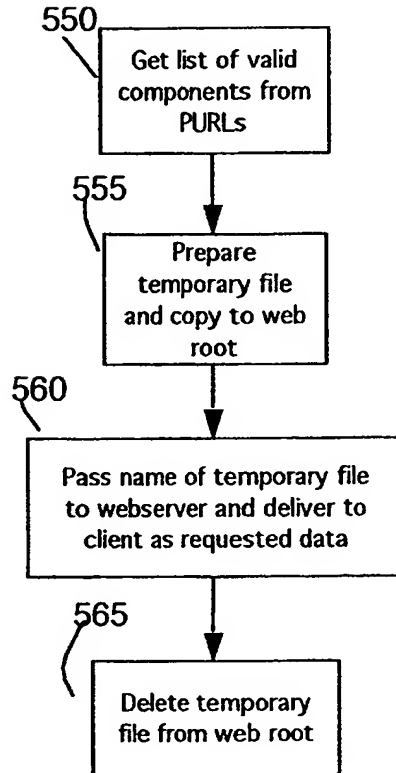 550
Get list of valid
components from
PURLs
555
Prepare
temporary file
and copy to web
root
560
Pass name of temporary file
to webserver and deliver to
client as requested data
565
Delete temporary
file from web root